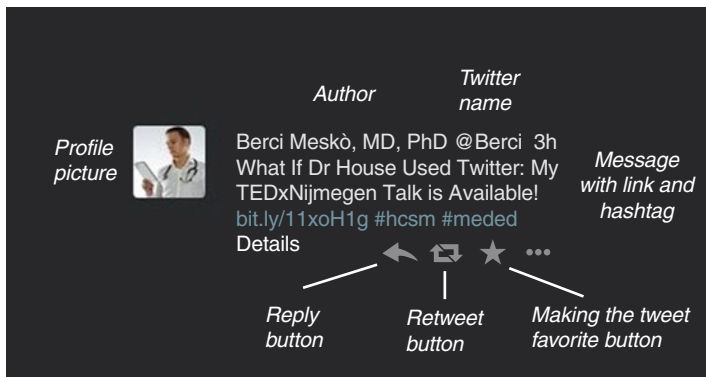 Author
Twitter
name
Profile
picture
Berci Meskò, MD, PhD @Berci 3h
What If Dr House Used Twitter: My
TEDxNijmegen Talk is Available!
bit.ly/11xoH1g #hcsm #meded
Details
Message
with link and
hashtag
Reply
button
Retweet
button
Making the tweet
favorite button